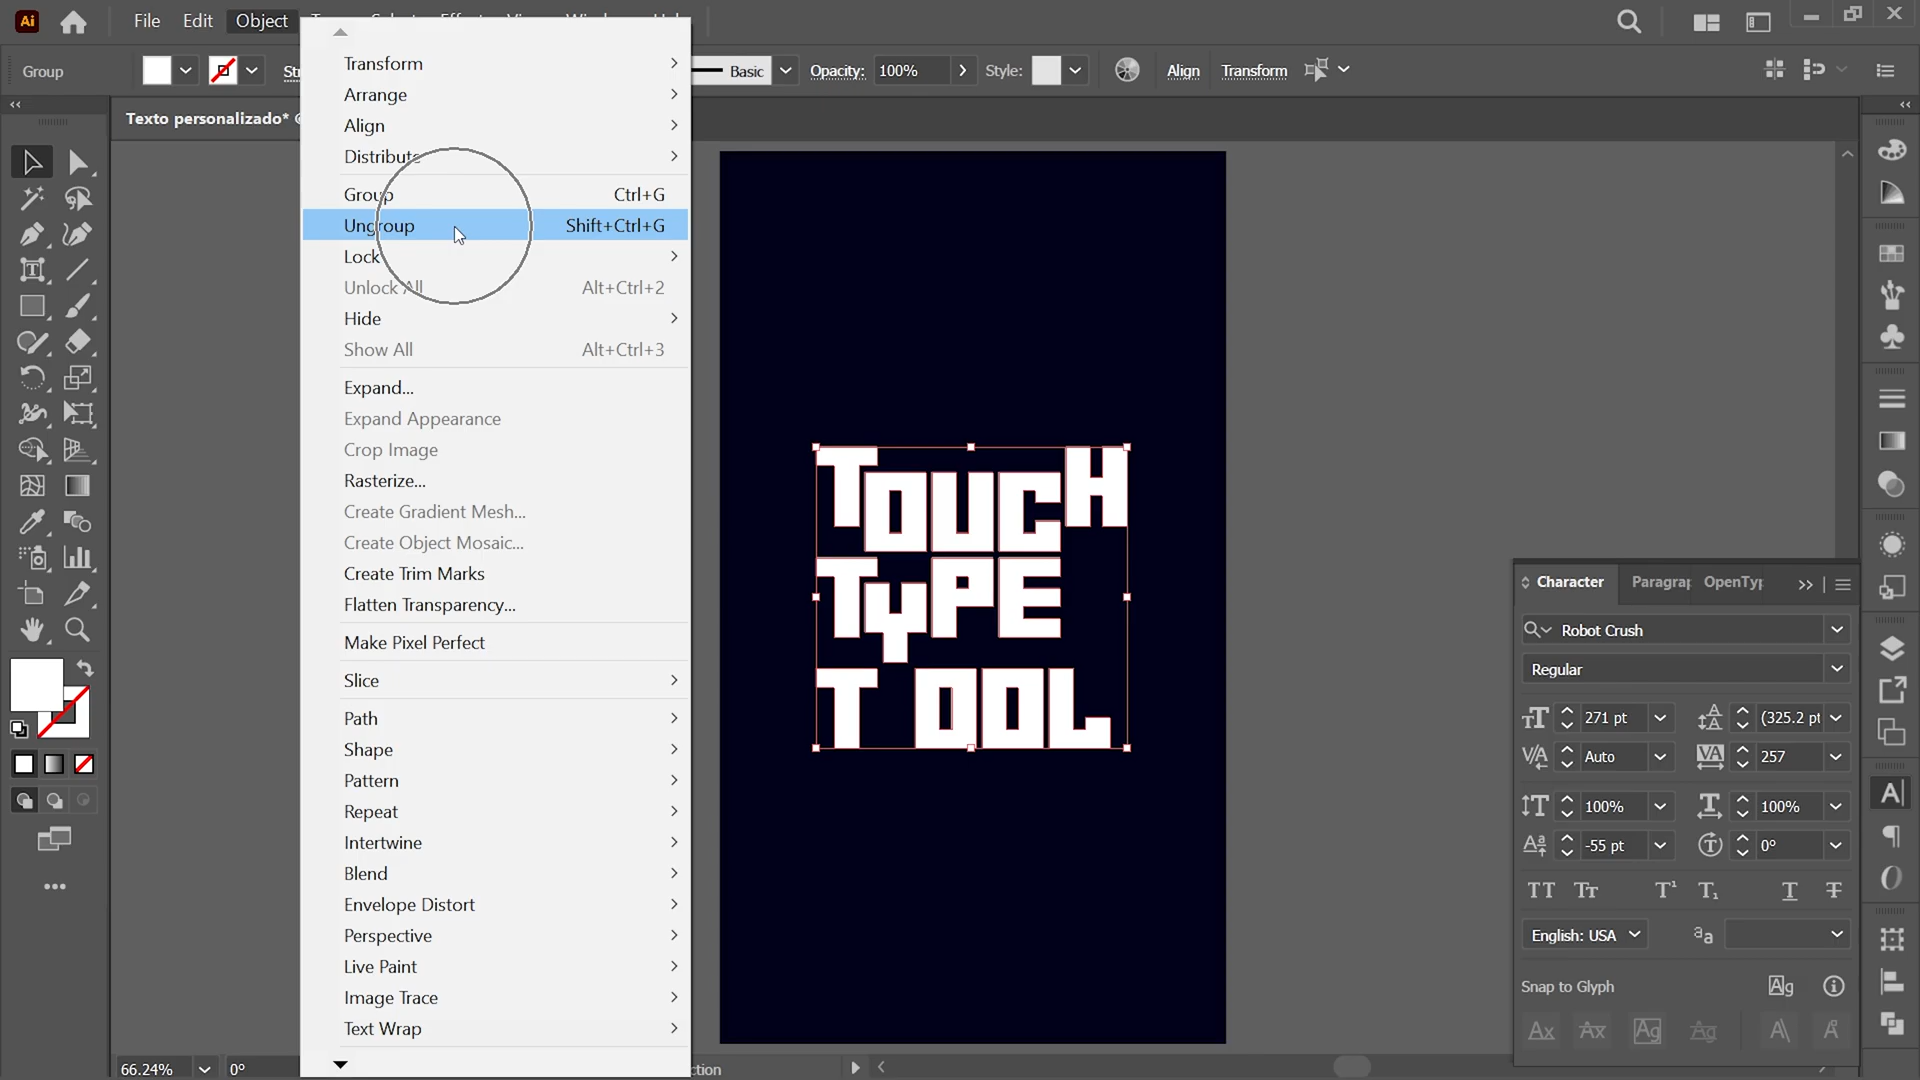 Ai
File Edit Object
Group
Basic
Opacity: 100%
Style:
Align
Transform
Texto personalizado*
Transform
Arrange
Align
Distribute
Group Ctrl+G
Ungroup Shift+Ctrl+G
Lock
Unlock All Alt+Ctrl+2
Hide
Show All Alt+Ctrl+3
Expand...
Expand Appearance
Crop Image
Rasterize...
Create Gradient Mesh...
Create Object Mosaic...
Create Trim Marks
Flatten Transparency...
Make Pixel Perfect
Slice
Path
Shape
Pattern
Repeat
Intertwine
Blend
Envelope Distort
Perspective
Live Paint
Image Trace
Text Wrap
TOUCH
TyPE
T OOL
Character Paragrap OpenTyp
Robot Crush
Regular
271 pt (325.2 pt
Auto 257
100% 100%
-55 pt 0°
English: USA
Snap to Glyph
66.24% 0°
ction